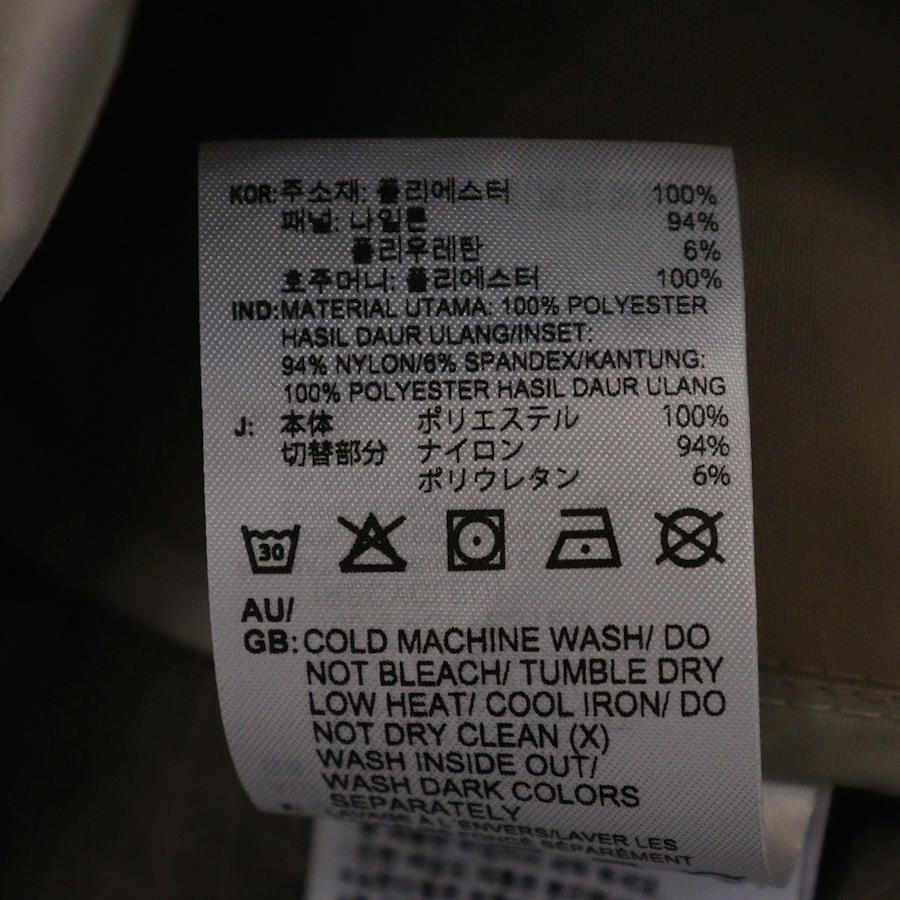 KOR: 주소재: 폴리에스터 100%
패널: 나일론 94%
폴리우레탄 6%
호주머니: 폴리에스터 100%
IND: MATERIAL UTAMA: 100% POLYESTER
HASIL DAUR ULANG/INSET:
94% NYLON/6% SPANDEX/KANTUNG:
100% POLYESTER HASIL DAUR ULANG
J: 本体 ポリエステル 100%
切替部分 ナイロン 94%
ポリウレタン 6%
30
AU/
GB: COLD MACHINE WASH/ DO
NOT BLEACH/ TUMBLE DRY
LOW HEAT/ COOL IRON/ DO
NOT DRY CLEAN (X)
WASH INSIDE OUT/
WASH DARK COLORS
SEPARATELY
LAVAGE À L'ENVERS/LAVER LES
SÉPARÉMENT